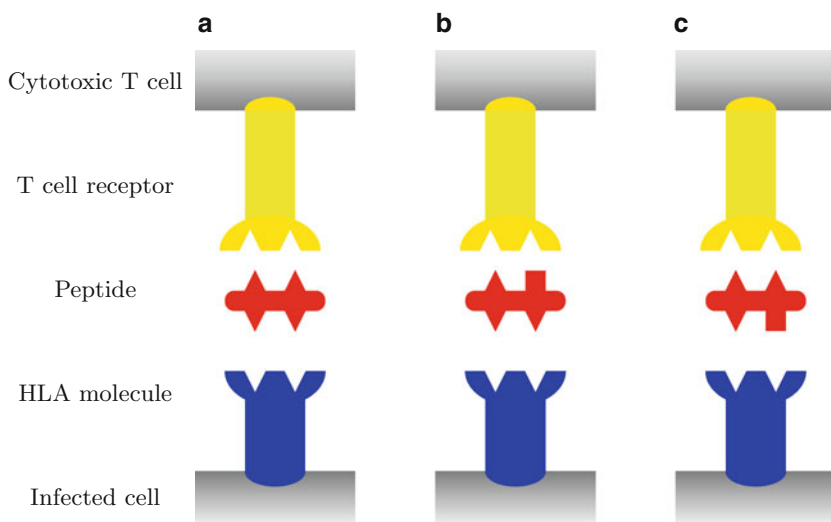 a b c
Cytotoxic T cell
T cell receptor
Peptide
HLA molecule
Infected cell